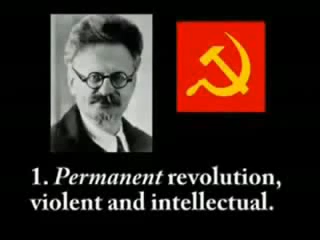 1. Permanent revolution,
violent and intellectual.